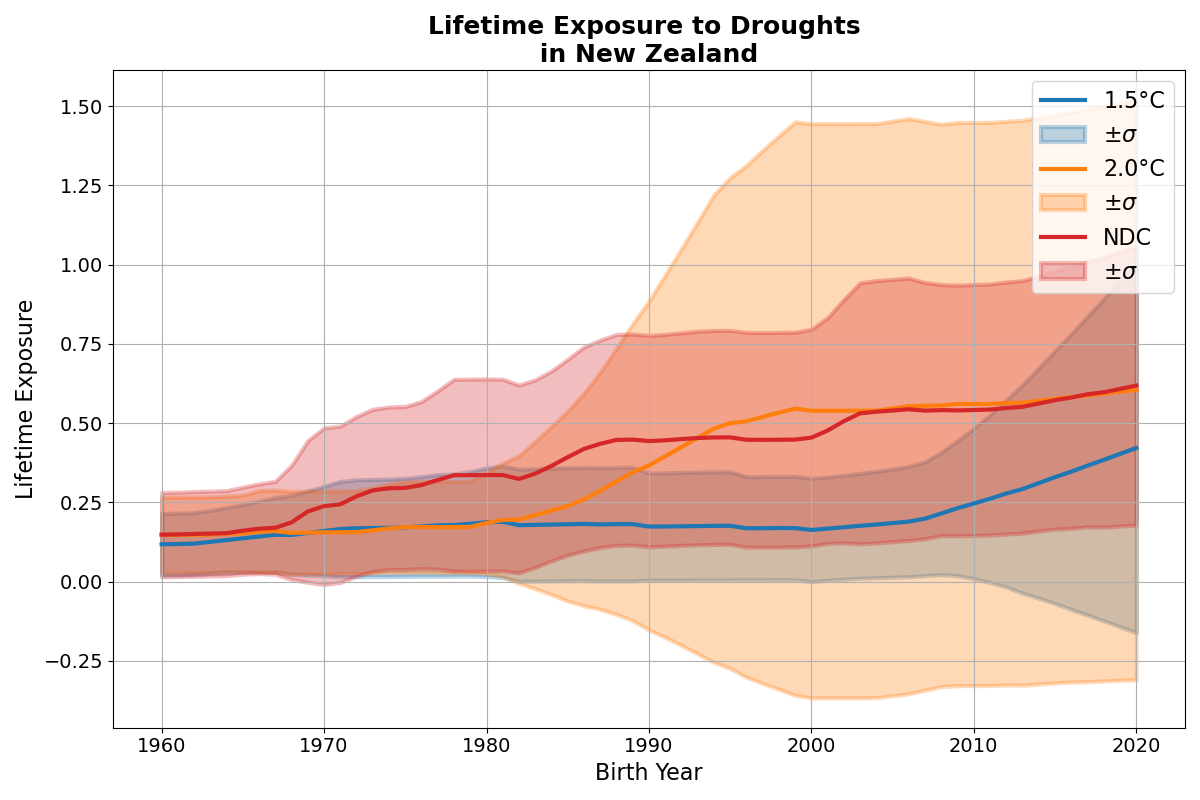 Lifetime Exposure to Droughts
in New Zealand
1.50
1.25
1.00
0.75
0.50
0.25
0.00
−0.25
Lifetime Exposure
1.5°C
±σ
2.0°C
±σ
NDC
±σ
1960 1970 1980 1990 2000 2010 2020
Birth Year